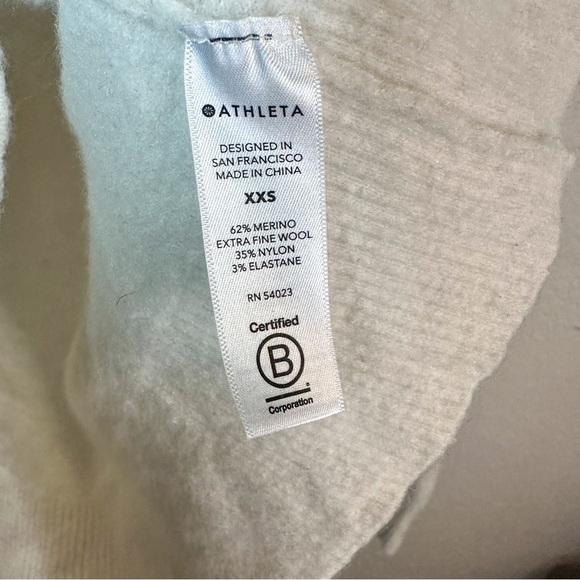 ATHLETA
DESIGNED IN
SAN FRANCISCO
MADE IN CHINA
XXS
62% MERINO
EXTRA FINE WOOL
35% NYLON
3% ELASTANE
RN 54023
Certified
B
Corporation